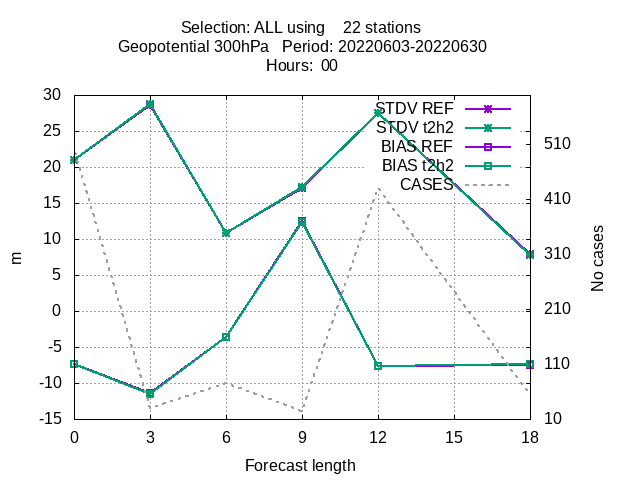 Selection: ALL using    22 stations
Geopotential 300hPa   Period: 20220603-20220630
Hours:  00
30
25
20
15
10
5
0
-5
-10
-15
m
STDV REF
STDV t2h2
BIAS REF
BIAS t2h2
CASES
510
410
310
210
110
10
No cases
0 3 6 9 12 15 18
Forecast length